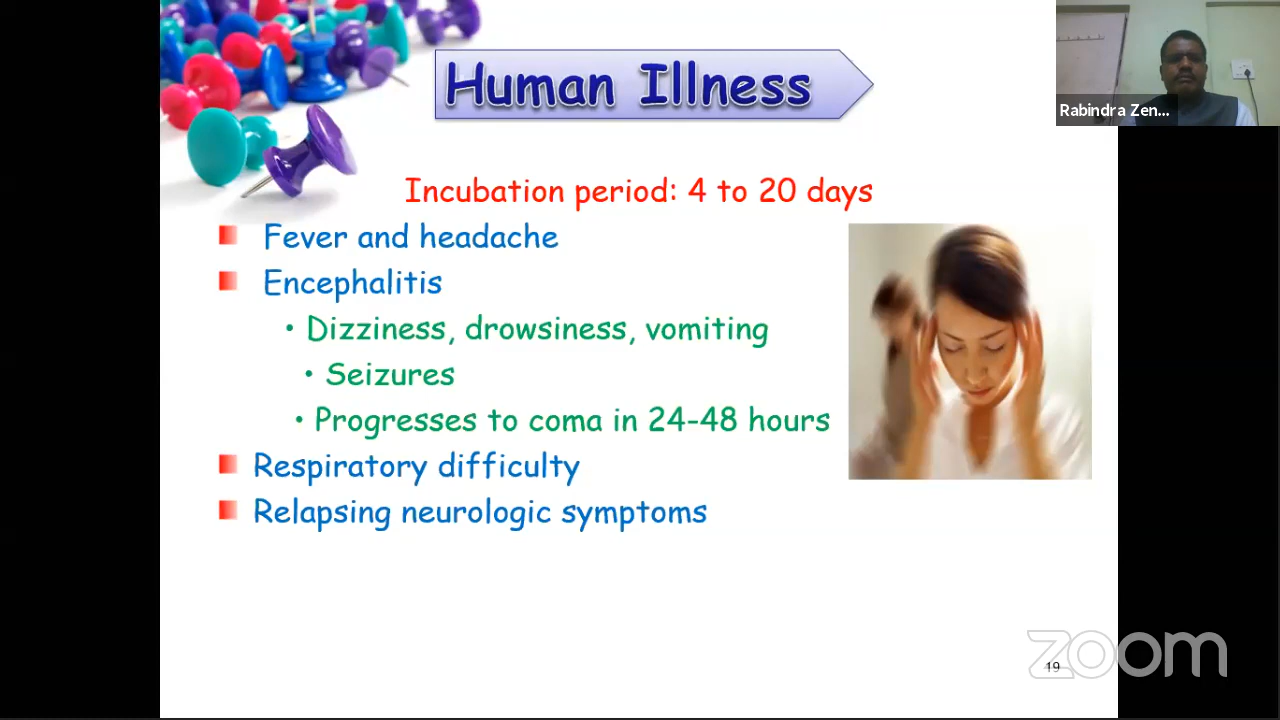 Human Illness
Rabindra Zen...
Incubation period: 4 to 20 days
Fever and headache
Encephalitis
• Dizziness, drowsiness, vomiting
• Seizures
• Progresses to coma in 24-48 hours
Respiratory difficulty
Relapsing neurologic symptoms
zoom
19